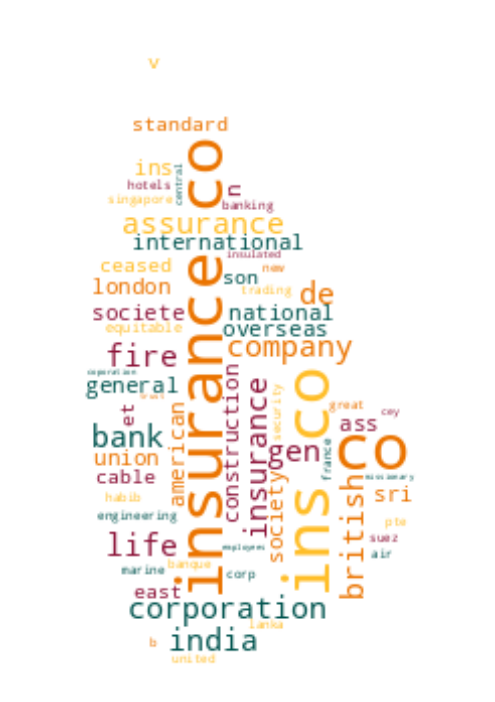 v
standard
insurance co
ins
central
hotels
n
singapore
banking
assurance
international
insulated
ceased
new
son
london
trading
de
societe
national
equitable
overseas
fire
company
corporation
general
ins co
construction
insurance
security
trust
american
et
great
cey
ass
bank
gen
co
france
union
society
cable
british
missionary
habib
sri
engineering
pte
life
suez
employees
air
banque
marine
corp
east
corporation
lanka
b
india
united